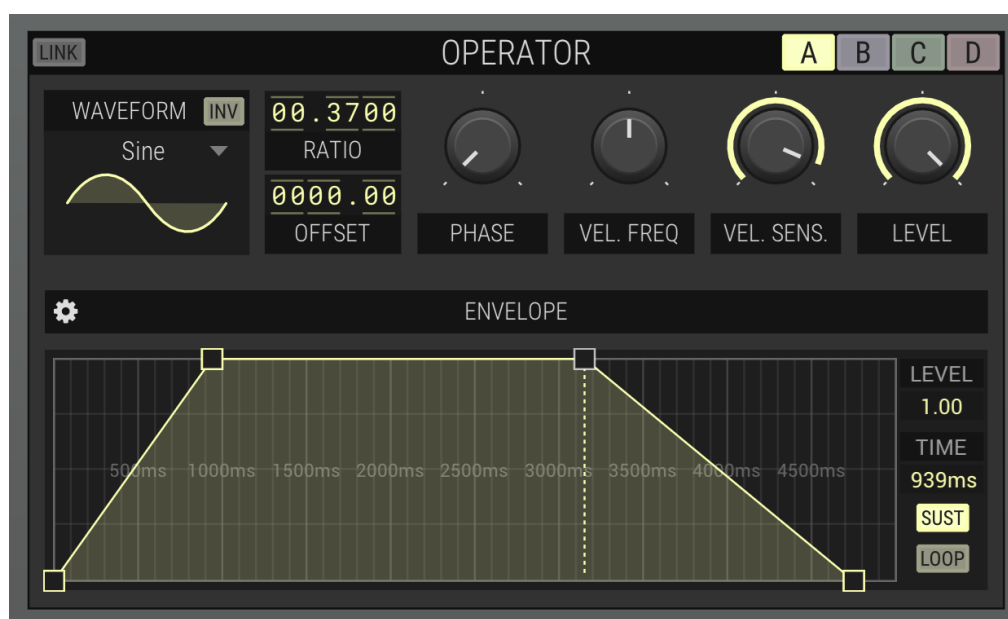 LINK
OPERATOR
A B C D
WAVEFORM INV
Sine
00.3700
RATIO
0000.00
OFFSET
PHASE
VEL. FREQ
VEL. SENS.
LEVEL
ENVELOPE
500ms 1000ms 1500ms 2000ms 2500ms 3000ms 3500ms 4000ms 4500ms
LEVEL
1.00
TIME
939ms
SUST
LOOP